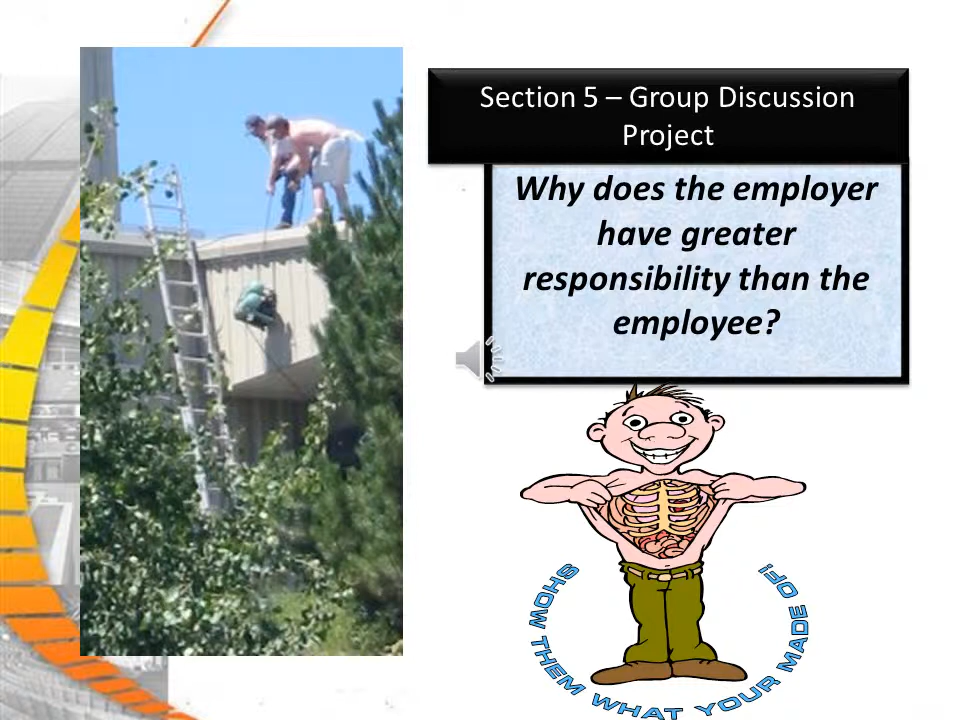 Section 5 – Group Discussion
Project
Why does the employer
have greater
responsibility than the
employee?
SHOW THEM WHAT YOUR MADE OF!